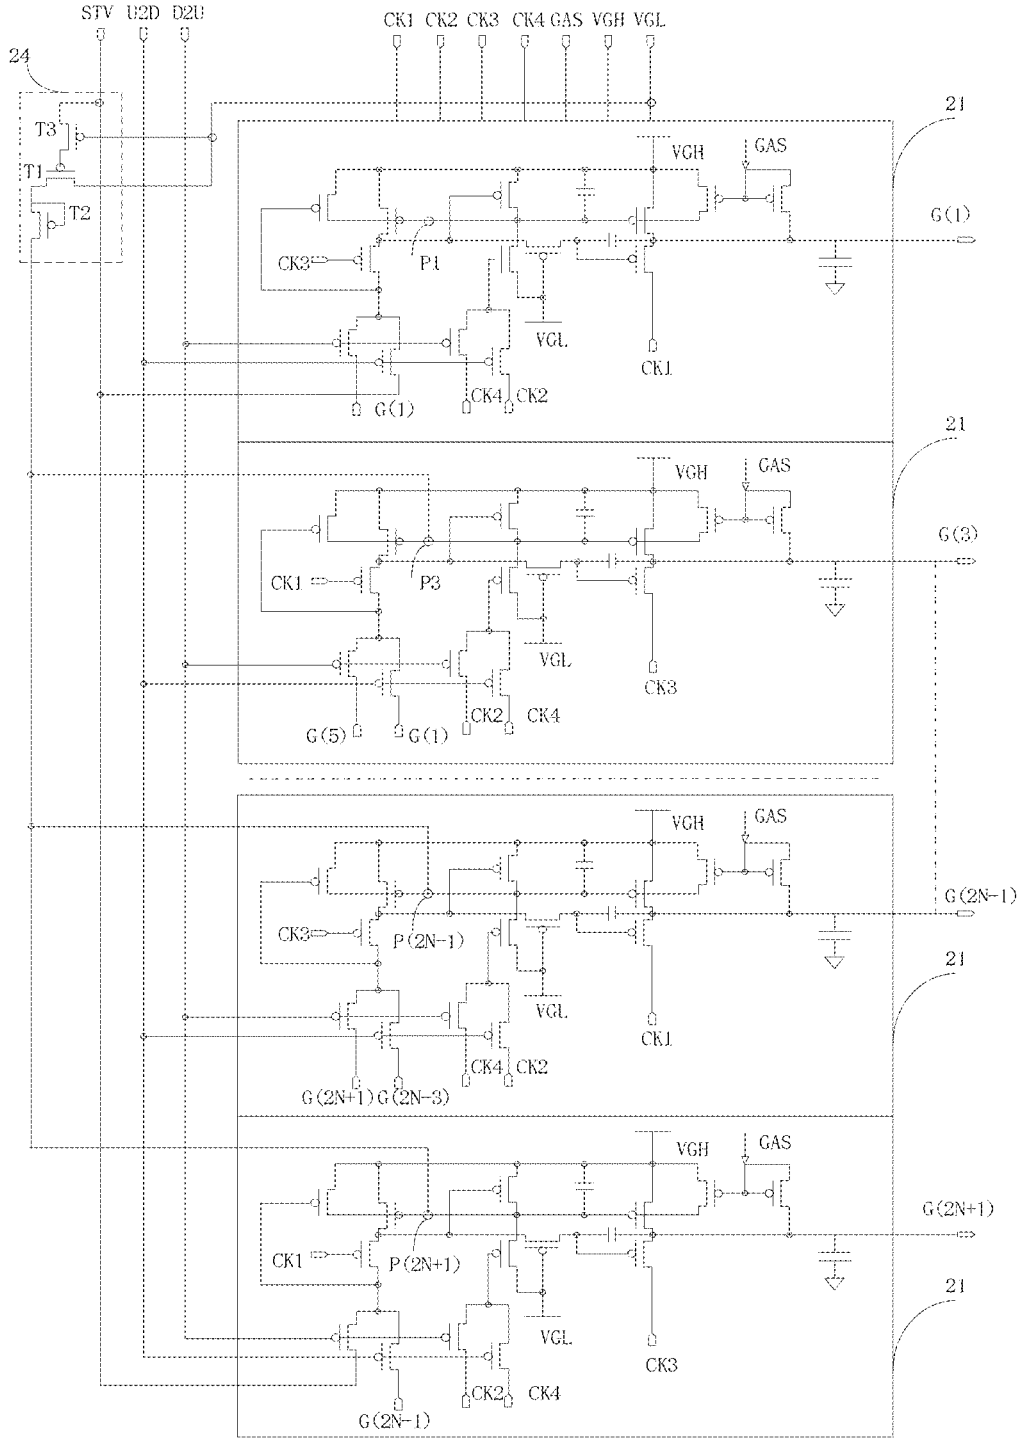 STV U2D D2U CK1 CK2 CK3 CK4 GAS VGH VGL
24
21
T3
VGH GAS
T1
T2
G(1)
CK3 P1
VGL
CK1
G(1) CK4 CK2
21
VGH GAS
G(3)
CK1 P3
VGL
CK3
CK2 CK4
G(5) G(1)
VGH GAS
G(2N-1)
CK3 P(2N-1)
21
VGL
CK1
CK4 CK2
G(2N+1) G(2N-3)
VGH GAS
G(2N+1)
CK1 P(2N+1)
21
VGL
CK3
CK2 CK4
G(2N-1)